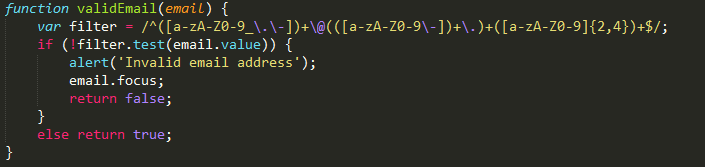 function validEmail(email) {
var filter = /^([a-zA-Z0-9_\.\-])+\@(([a-zA-Z0-9\-])+\.)+([a-zA-Z0-9]{2,4})+$/;
if (!filter.test(email.value)) {
alert('Invalid email address');
email.focus;
return false;
}
else return true;
}